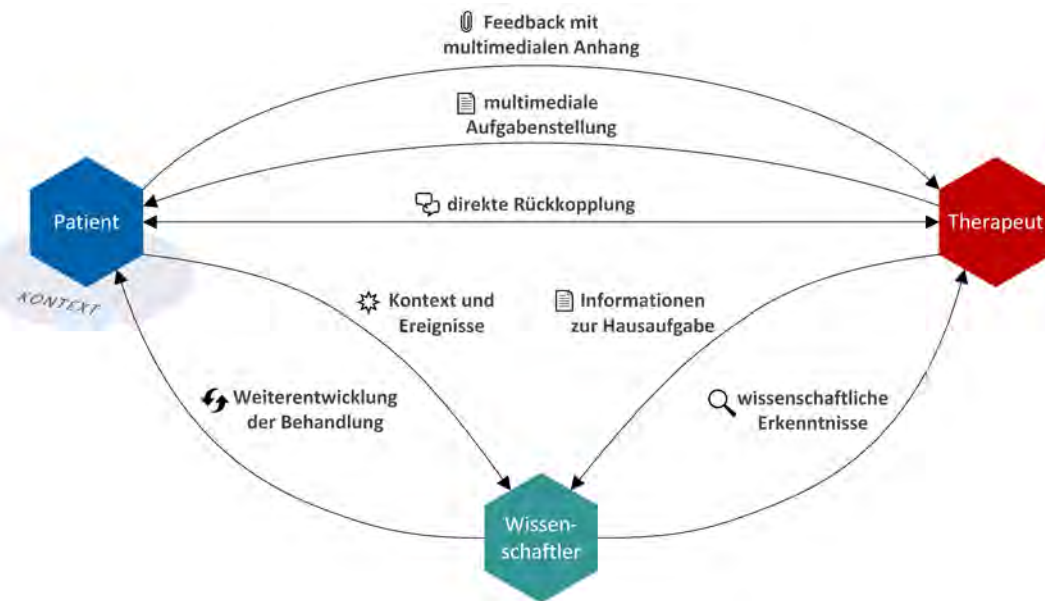 Feedback mit
multimedialen Anhang
multimediale
Aufgabenstellung
direkte Rückkopplung
Patient
Therapeut
KONTEXT
Kontext und
Ereignisse
Informationen
zur Hausaufgabe
Weiterentwicklung
der Behandlung
wissenschaftliche
Erkenntnisse
Wissen-
schaftler